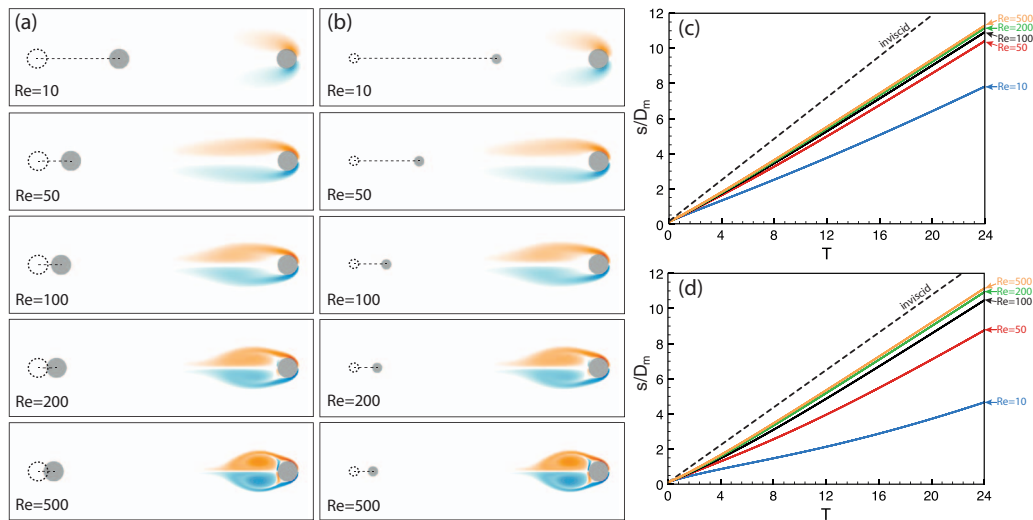 (a)
Re=10
Re=50
Re=100
Re=200
Re=500
(b)
Re=10
Re=50
Re=100
Re=200
Re=500
(c)
12
10
8
6
4
2
0
s/Dm
0 4 8 12 16 20 24
T
inviscid
Re=500
Re=200
Re=100
Re=50
Re=10
(d)
12
10
8
6
4
2
0
s/Dm
0 4 8 12 16 20 24
T
inviscid
Re=500
Re=200
Re=100
Re=50
Re=10